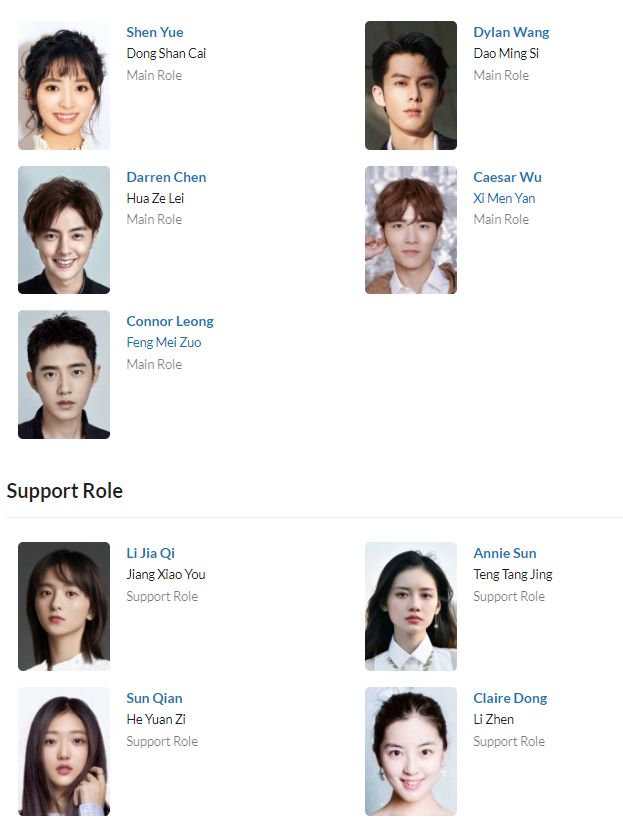 Shen Yue
Dong Shan Cai
Main Role
Dylan Wang
Dao Ming Si
Main Role
Darren Chen
Hua Ze Lei
Main Role
Caesar Wu
Xi Men Yan
Main Role
Connor Leong
Feng Mei Zuo
Main Role
Support Role
Li Jia Qi
Jiang Xiao You
Support Role
Annie Sun
Teng Tang Jing
Support Role
Sun Qian
He Yuan Zi
Support Role
Claire Dong
Li Zhen
Support Role